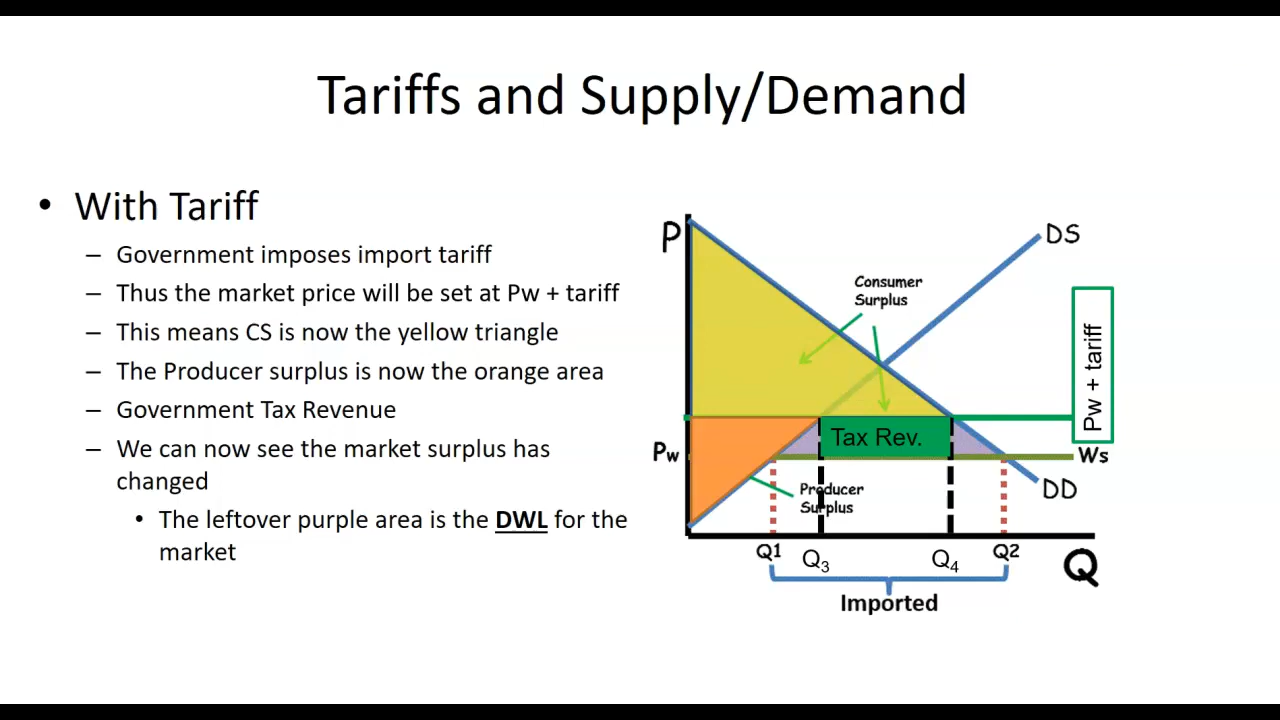 Tariffs and Supply/Demand
• With Tariff
– Government imposes import tariff
– Thus the market price will be set at Pw + tariff
– This means CS is now the yellow triangle
– The Producer surplus is now the orange area
– Government Tax Revenue
– We can now see the market surplus has
changed
• The leftover purple area is the DWL for the
market
P
DS
Consumer
Surplus
Pw + tariff
Tax Rev.
Pw
Ws
Producer
Surplus
DD
Q1
Q3
Q4
Q2
Q
Imported